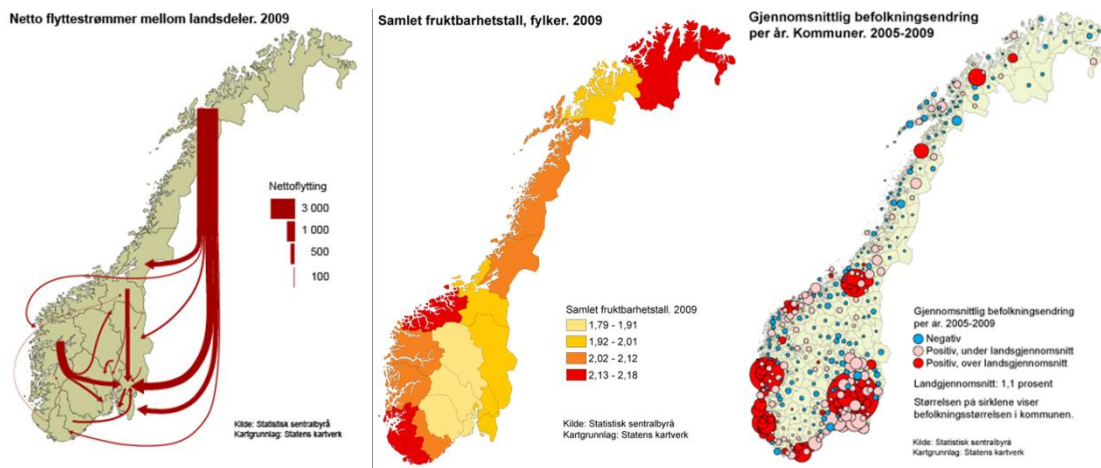 Netto flyttestrømmer mellom landsdeler. 2009
Nettoflytting
3 000
1 000
500
100
Kilde: Statistisk sentralbyrå
Kartgrunnlag: Statens kartverk
Samlet fruktbarhetstall, fylker. 2009
Samlet fruktbarhetstall. 2009
1,79 - 1,91
1,92 - 2,01
2,02 - 2,12
2,13 - 2,18
Kilde: Statistisk sentralbyrå
Kartgrunnlag: Statens kartverk
Gjennomsnittlig befolkningsendring
per år. Kommuner. 2005-2009
Gjennomsnittlig befolkningsendring
per år. 2005-2009
Negativ
Positiv, under landsgjennomsnitt
Positiv, over landsgjennomsnitt
Landgjennomsnitt: 1,1 prosent
Størrelsen på sirklene viser
befolkningsstørrelsen i kommunen.
Kilde: Statistisk sentralbyrå
Kartgrunnlag: Statens kartverk